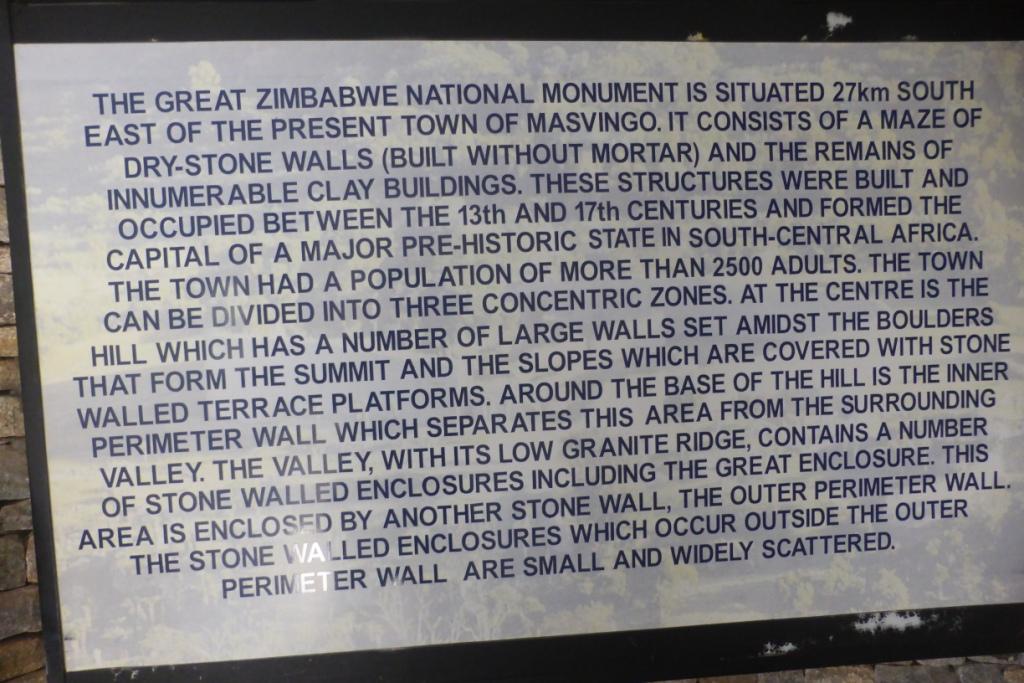 THE GREAT ZIMBABWE NATIONAL MONUMENT IS SITUATED 27km SOUTH
EAST OF THE PRESENT TOWN OF MASVINGO. IT CONSISTS OF A MAZE OF
DRY-STONE WALLS (BUILT WITHOUT MORTAR) AND THE REMAINS OF
INNUMERABLE CLAY BUILDINGS. THESE STRUCTURES WERE BUILT AND
OCCUPIED BETWEEN THE 13th AND 17th CENTURIES AND FORMED THE
CAPITAL OF A MAJOR PRE-HISTORIC STATE IN SOUTH-CENTRAL AFRICA.
THE TOWN HAD A POPULATION OF MORE THAN 2500 ADULTS. THE TOWN
CAN BE DIVIDED INTO THREE CONCENTRIC ZONES. AT THE CENTRE IS THE
HILL WHICH HAS A NUMBER OF LARGE WALLS SET AMIDST THE BOULDERS
THAT FORM THE SUMMIT AND THE SLOPES WHICH ARE COVERED WITH STONE
WALLED TERRACE PLATFORMS. AROUND THE BASE OF THE HILL IS THE INNER
PERIMETER WALL WHICH SEPARATES THIS AREA FROM THE SURROUNDING
VALLEY. THE VALLEY, WITH ITS LOW GRANITE RIDGE, CONTAINS A NUMBER
OF STONE WALLED ENCLOSURES INCLUDING THE GREAT ENCLOSURE. THIS
AREA IS ENCLOSED BY ANOTHER STONE WALL, THE OUTER PERIMETER WALL.
THE STONE WALLED ENCLOSURES WHICH OCCUR OUTSIDE THE OUTER
PERIMETER WALL ARE SMALL AND WIDELY SCATTERED.